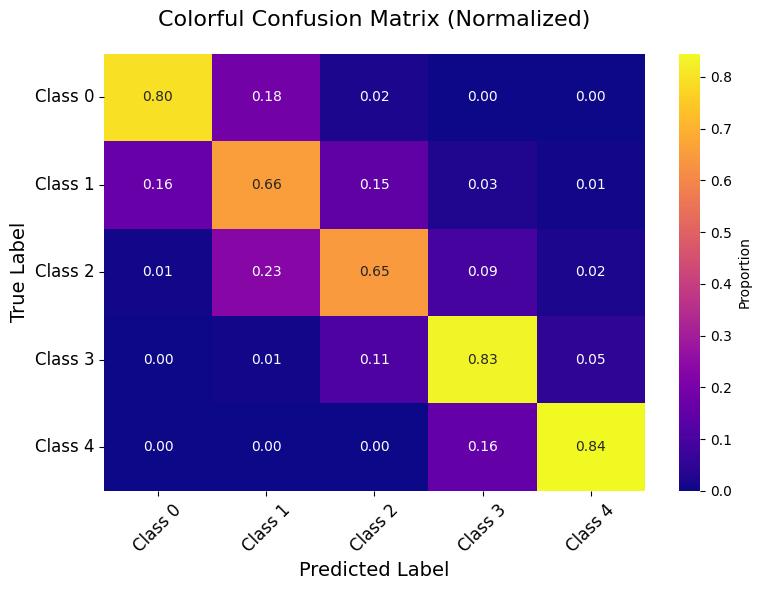 Colorful Confusion Matrix (Normalized)
True Label
Class 0 0.80 0.18 0.02 0.00 0.00
Class 1 0.16 0.66 0.15 0.03 0.01
Class 2 0.01 0.23 0.65 0.09 0.02
Class 3 0.00 0.01 0.11 0.83 0.05
Class 4 0.00 0.00 0.00 0.16 0.84
Class 0 Class 1 Class 2 Class 3 Class 4
Predicted Label
0.8
0.7
0.6
0.5
0.4
0.3
0.2
0.1
0.0
Proportion